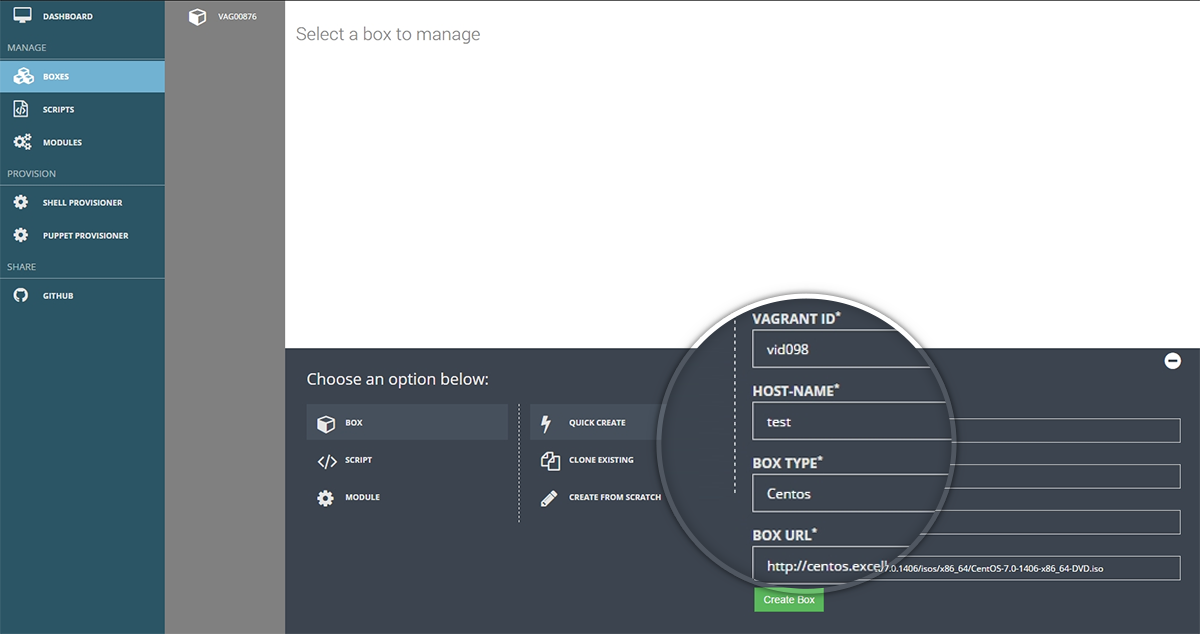 DASHBOARD
MANAGE
BOXES
SCRIPTS
MODULES
PROVISION
SHELL PROVISIONER
PUPPET PROVISIONER
SHARE
GITHUB
VAG00876
Select a box to manage
Choose an option below:
BOX
SCRIPT
MODULE
QUICK CREATE
CLONE EXISTING
CREATE FROM SCRATCH
VAGRANT ID*
vid098
HOST-NAME*
test
BOX TYPE*
Centos
BOX URL*
http://centos.excell /7.0.1406/isos/x86_64/CentOS-7.0-1406-x86_64-DVD.iso
Create Box